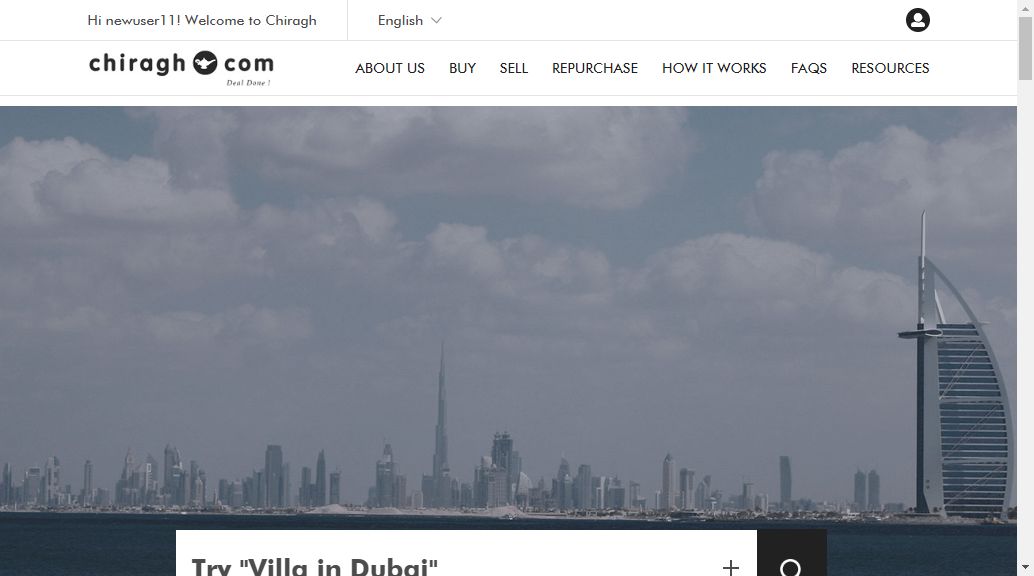 Hi newuser11! Welcome to Chiragh
English
chiragh com
Deal Done !
ABOUT US
BUY
SELL
REPURCHASE
HOW IT WORKS
FAQS
RESOURCES
Try "Villa in Dubai"